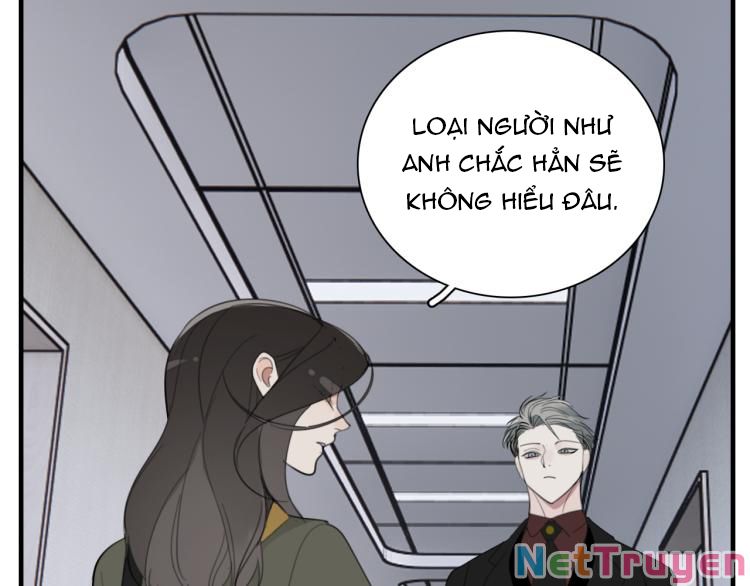 LOẠI NGƯỜI NHƯ
ANH CHẮC HẲN SẼ
KHÔNG HIỂU ĐÂU.
NETTRUYEN